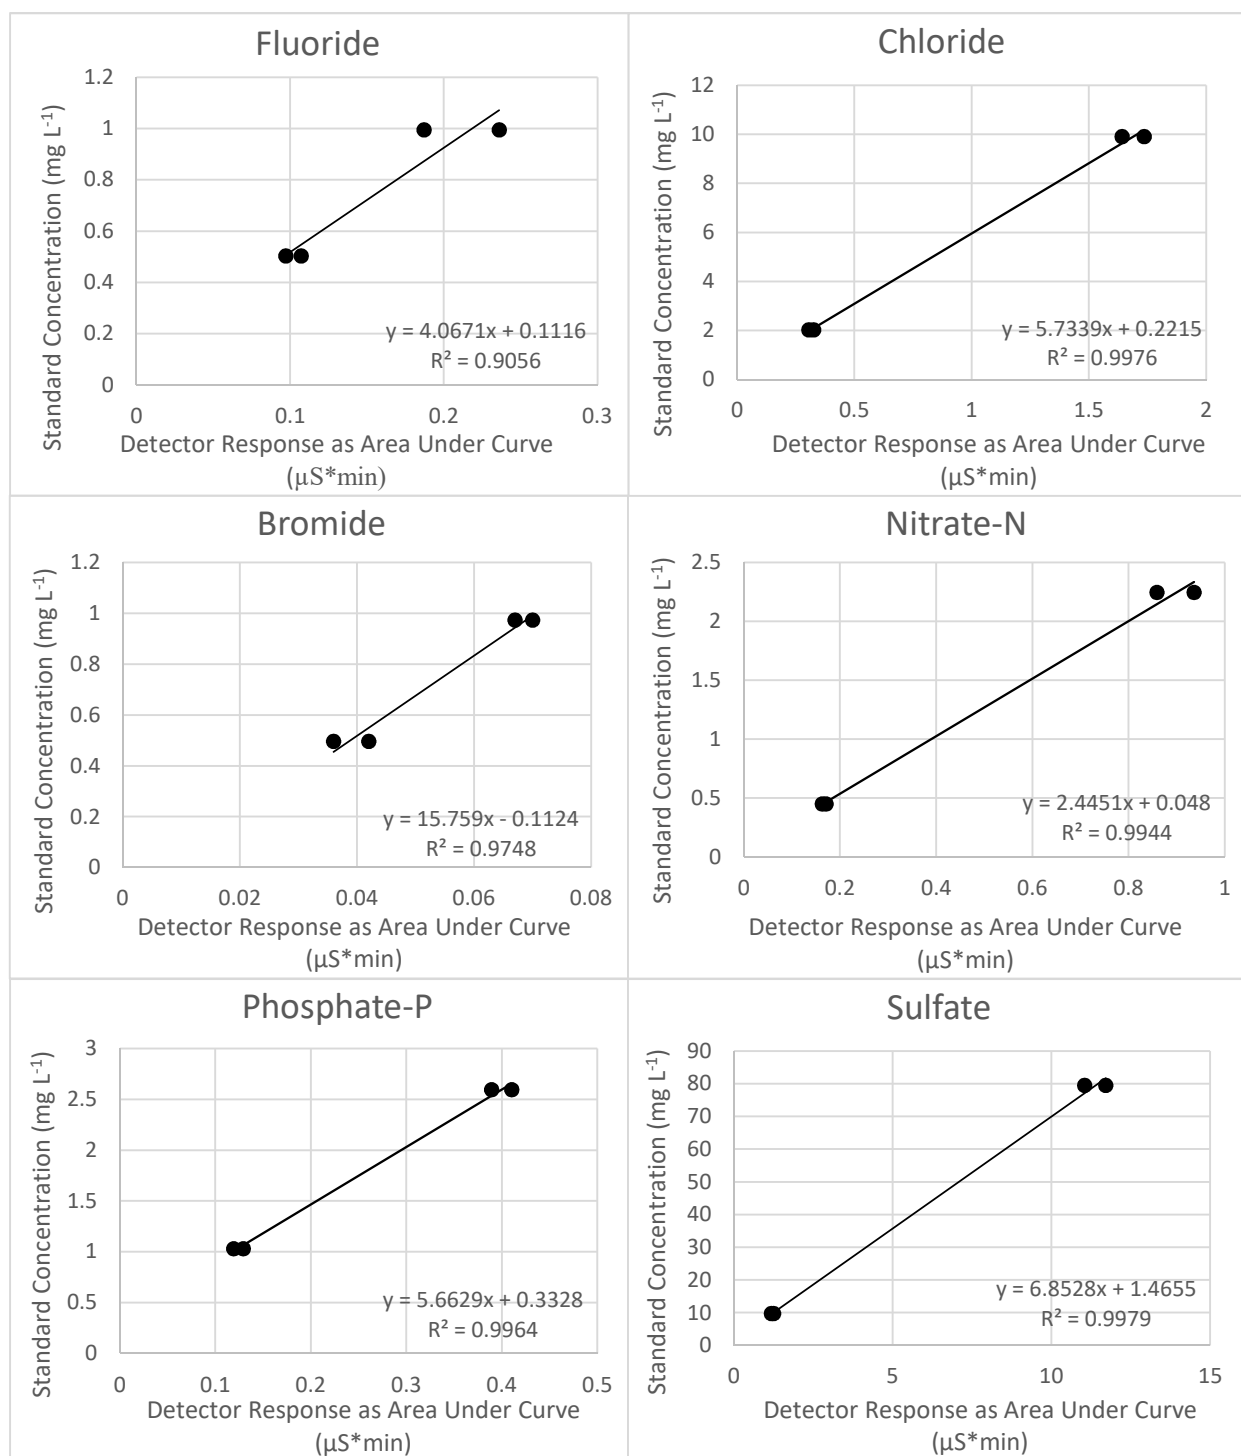 Fluoride
Standard Concentration (mg L⁻¹)
1.2
1
0.8
0.6
0.4
0.2
0
y = 4.0671x + 0.1116
R² = 0.9056
0 0.1 0.2 0.3
Detector Response as Area Under Curve
(µS*min)
Chloride
Standard Concentration (mg L⁻¹)
12
10
8
6
4
2
0
y = 5.7339x + 0.2215
R² = 0.9976
0 0.5 1 1.5 2
Detector Response as Area Under Curve
(µS*min)
Bromide
Standard Concentration (mg L⁻¹)
1.2
1
0.8
0.6
0.4
0.2
0
y = 15.759x - 0.1124
R² = 0.9748
0 0.02 0.04 0.06 0.08
Detector Response as Area Under Curve
(µS*min)
Nitrate-N
Standard Concentration (mg L⁻¹)
2.5
2
1.5
1
0.5
0
y = 2.4451x + 0.048
R² = 0.9944
0 0.2 0.4 0.6 0.8 1
Detector Response as Area Under Curve
(µS*min)
Phosphate-P
Standard Concentration (mg L⁻¹)
3
2.5
2
1.5
1
0.5
0
y = 5.6629x + 0.3328
R² = 0.9964
0 0.1 0.2 0.3 0.4 0.5
Detector Response as Area Under Curve
(µS*min)
Sulfate
Standard Concentration (mg L⁻¹)
90
80
70
60
50
40
30
20
10
0
y = 6.8528x + 1.4655
R² = 0.9979
0 5 10 15
Detector Response as Area Under Curve
(µS*min)